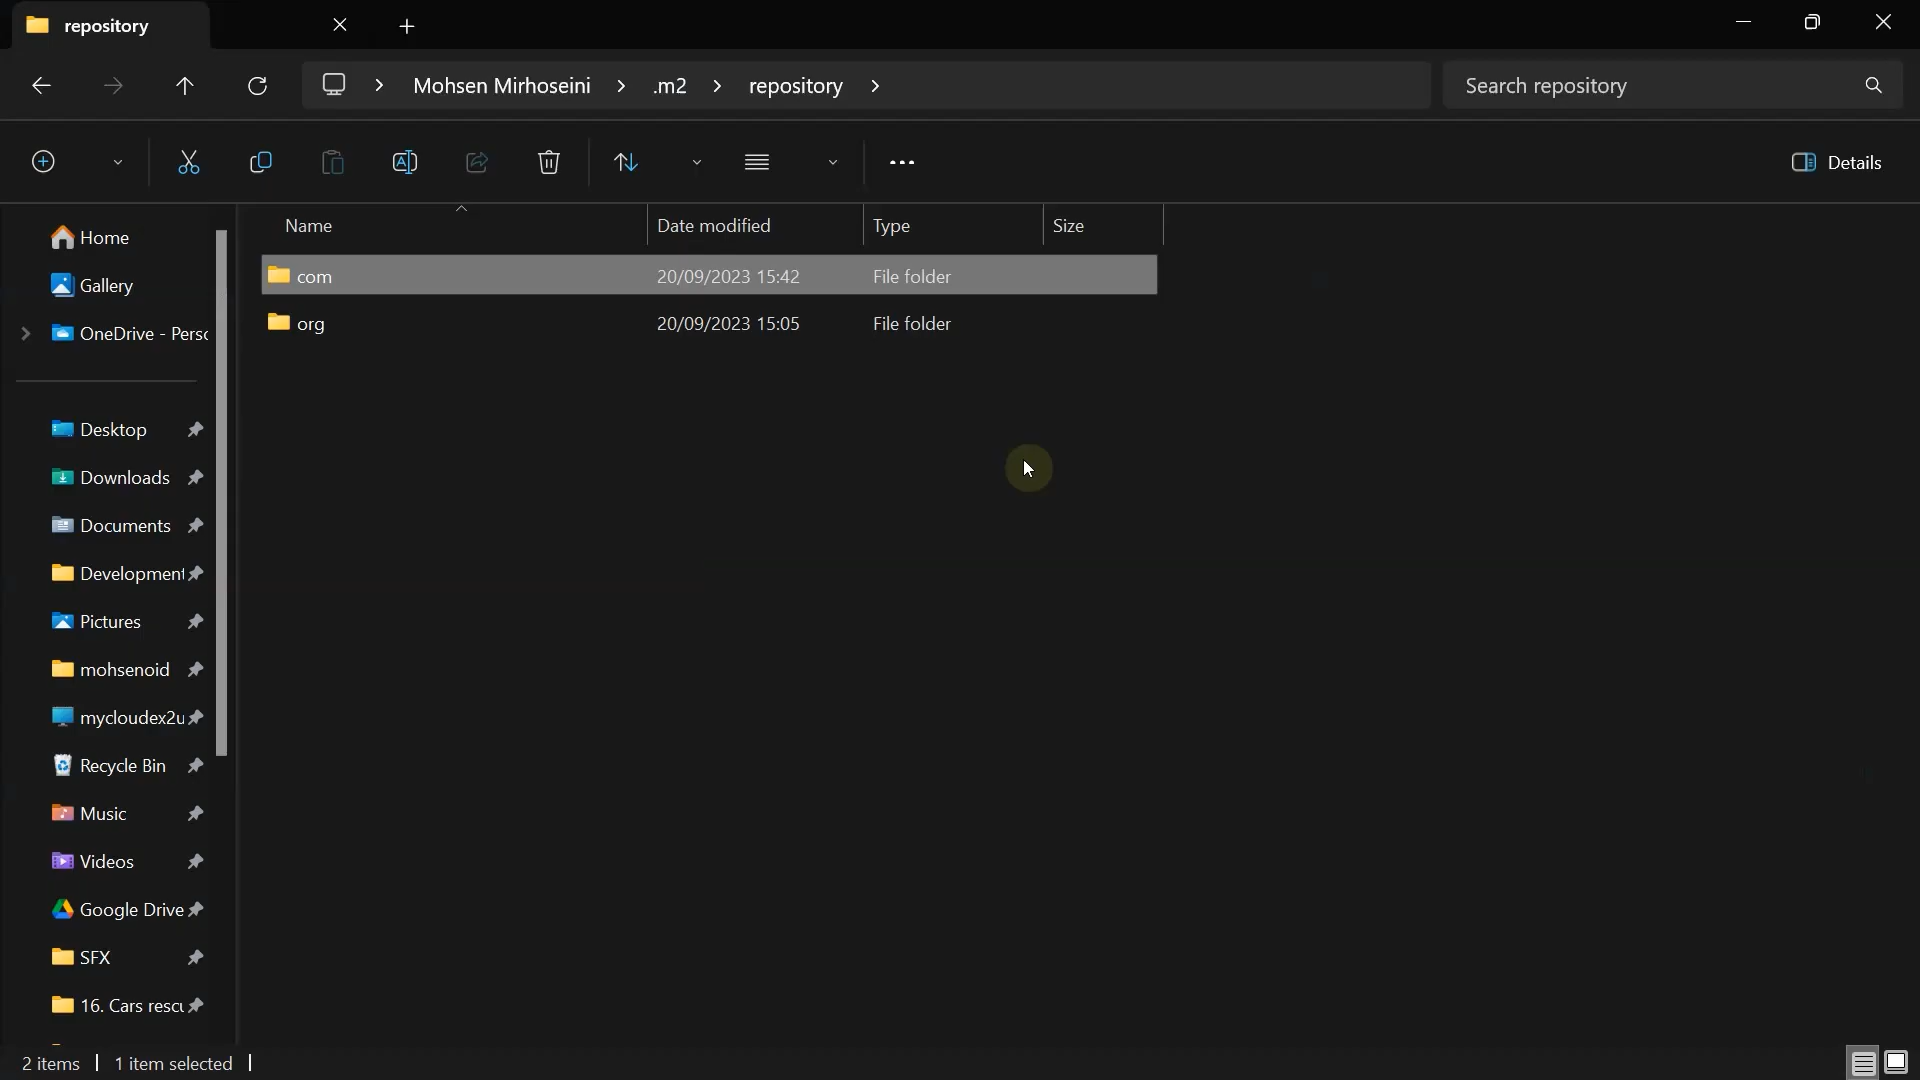 repository
Mohsen Mirhoseini > .m2 > repository >
Search repository
Details
Name Date modified Type Size
com 20/09/2023 15:42 File folder
org 20/09/2023 15:05 File folder
Home
Gallery
OneDrive - Persc
Desktop
Downloads
Documents
Development
Pictures
mohsenoid
mycloudex2u
Recycle Bin
Music
Videos
Google Drive
SFX
16. Cars rescu
2 items | 1 item selected |